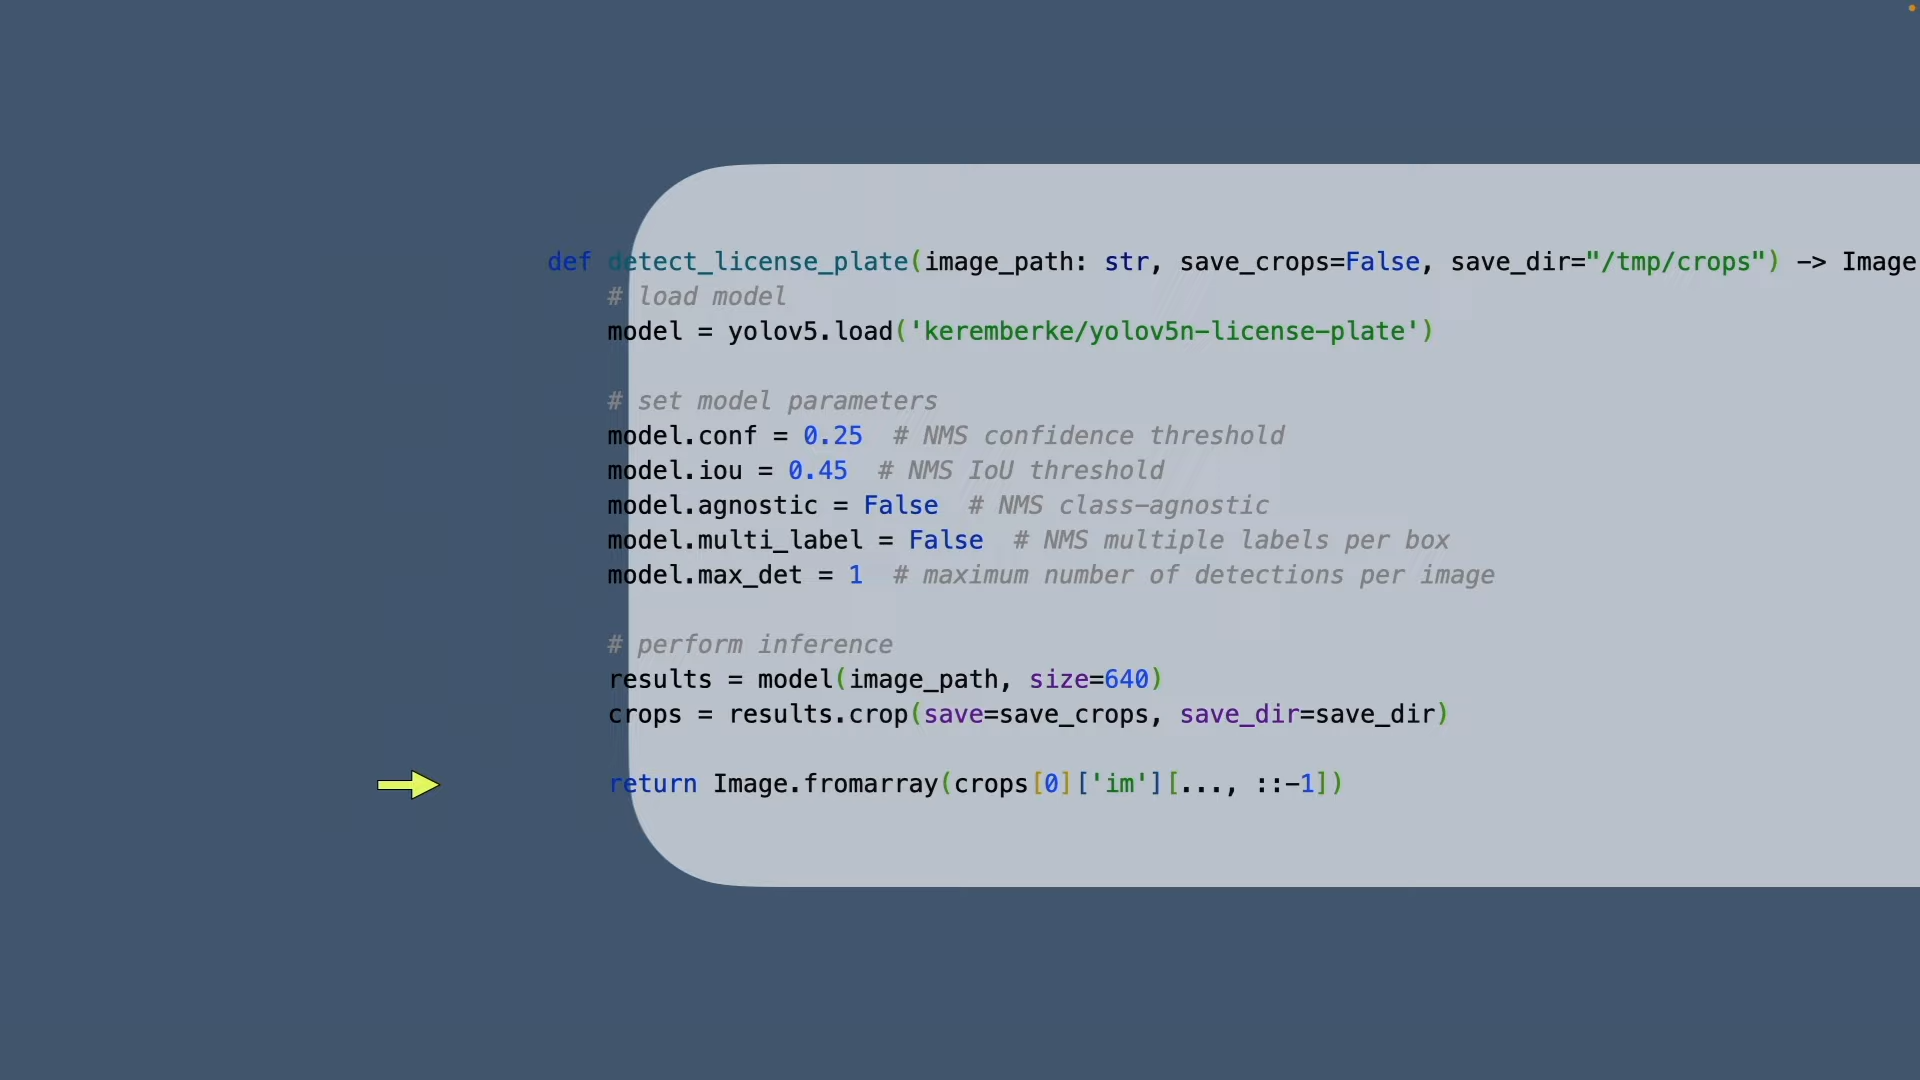 def detect_license_plate(image_path: str, save_crops=False, save_dir="/tmp/crops") -> Image
# load model
model = yolov5.load('keremberke/yolov5n-license-plate')
# set model parameters
model.conf = 0.25  # NMS confidence threshold
model.iou = 0.45  # NMS IoU threshold
model.agnostic = False  # NMS class-agnostic
model.multi_label = False  # NMS multiple labels per box
model.max_det = 1  # maximum number of detections per image
# perform inference
results = model(image_path, size=640)
crops = results.crop(save=save_crops, save_dir=save_dir)
return Image.fromarray(crops[0]['im'][..., ::-1])